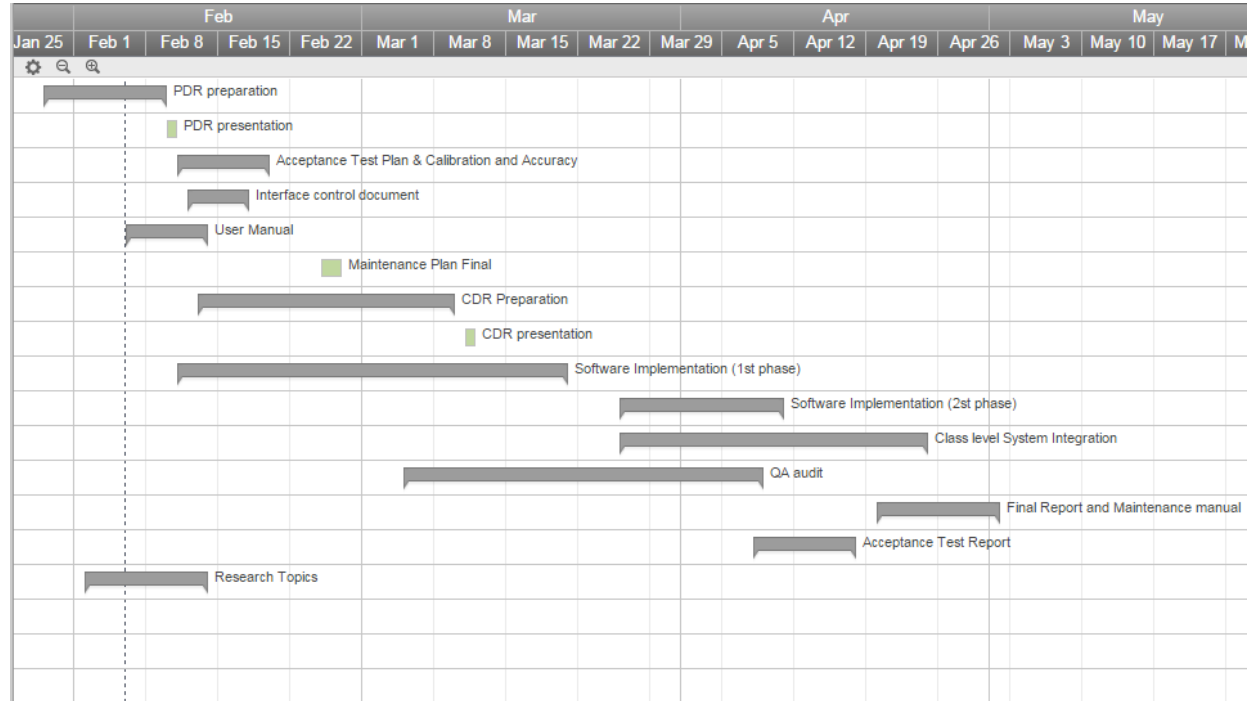 Feb Mar Apr May
Jan 25 Feb 1 Feb 8 Feb 15 Feb 22 Mar 1 Mar 8 Mar 15 Mar 22 Mar 29 Apr 5 Apr 12 Apr 19 Apr 26 May 3 May 10 May 17 M
PDR preparation
PDR presentation
Acceptance Test Plan & Calibration and Accuracy
Interface control document
User Manual
Maintenance Plan Final
CDR Preparation
CDR presentation
Software Implementation (1st phase)
Software Implementation (2st phase)
Class level System Integration
QA audit
Final Report and Maintenance manual
Acceptance Test Report
Research Topics